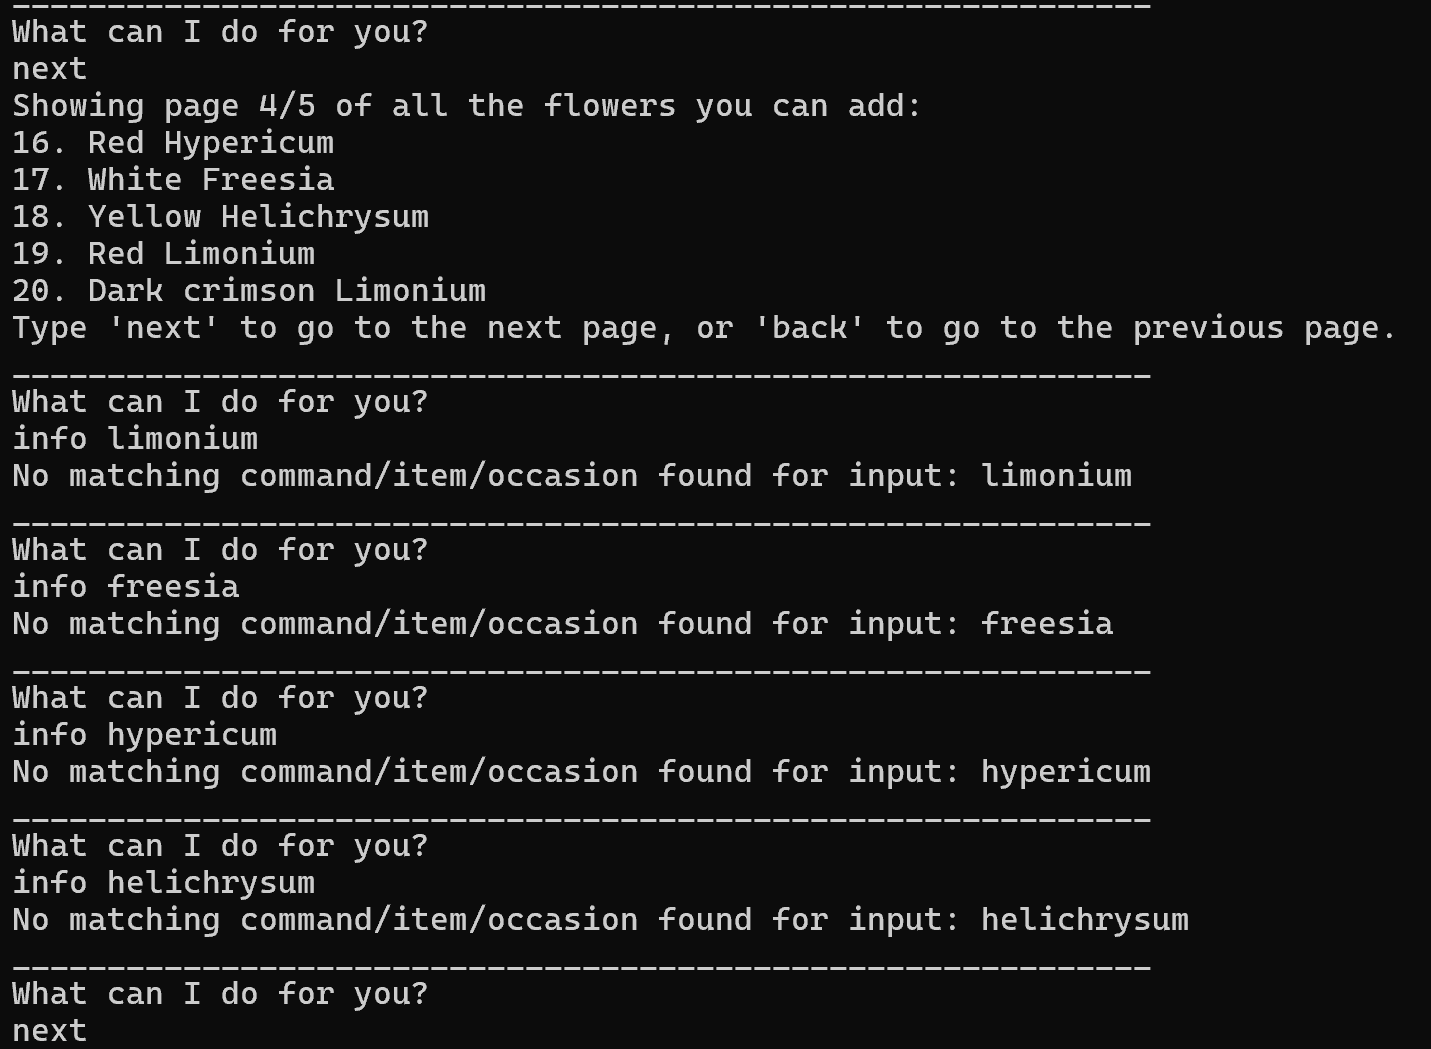 ____________________________________________________________
What can I do for you?
next
Showing page 4/5 of all the flowers you can add:
16. Red Hypericum
17. White Freesia
18. Yellow Helichrysum
19. Red Limonium
20. Dark crimson Limonium
Type 'next' to go to the next page, or 'back' to go to the previous page.
____________________________________________________________
What can I do for you?
info limonium
No matching command/item/occasion found for input: limonium
____________________________________________________________
What can I do for you?
info freesia
No matching command/item/occasion found for input: freesia
____________________________________________________________
What can I do for you?
info hypericum
No matching command/item/occasion found for input: hypericum
____________________________________________________________
What can I do for you?
info helichrysum
No matching command/item/occasion found for input: helichrysum
____________________________________________________________
What can I do for you?
next